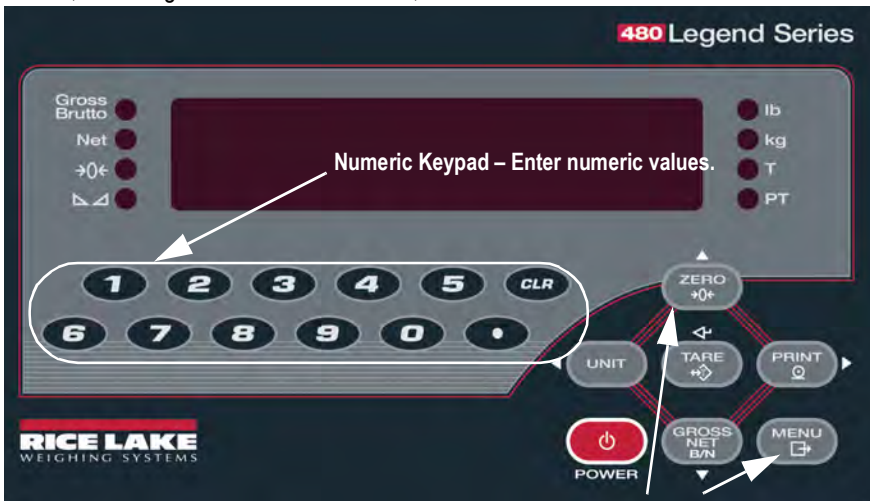 480 Legend Series
Gross
Brutto
Net
→0←
lb
kg
T
PT
Numeric Keypad – Enter numeric values.
1 2 3 4 5 CLR
6 7 8 9 0 •
ZERO
→0←
UNIT
TARE
PRINT
GROSS
NET
B/N
MENU
POWER
RICE LAKE
WEIGHING SYSTEMS